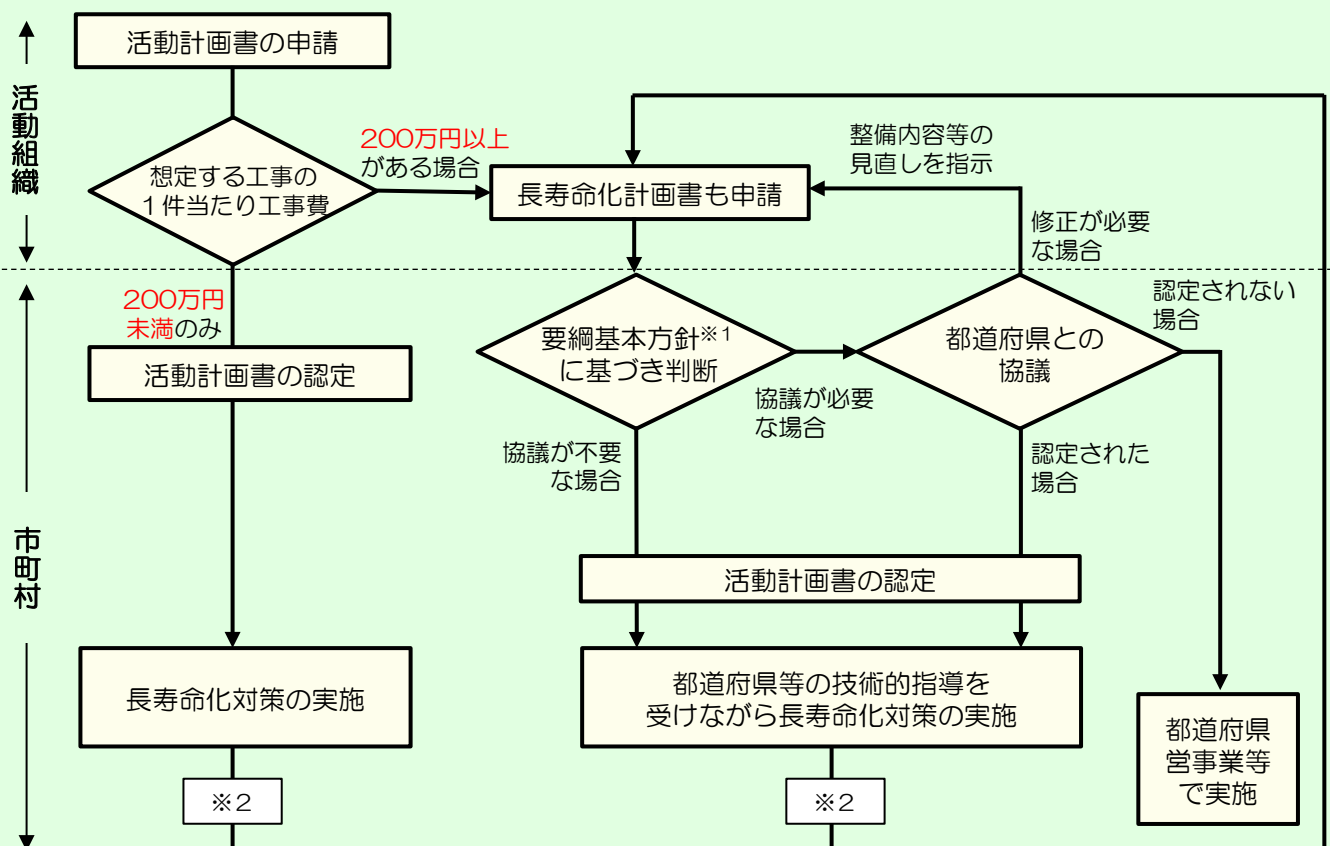 活動組織
活動計画書の申請
想定する工事の
1件当たり工事費
200万円以上
がある場合
長寿命化計画書も申請
整備内容等の
見直しを指示
修正が必要
な場合
市町村
200万円
未満のみ
活動計画書の認定
長寿命化対策の実施
※2
要綱基本方針※1
に基づき判断
協議が必要
な場合
協議が不要
な場合
都道府県との
協議
認定されない
場合
認定された
場合
活動計画書の認定
都道府県等の技術的指導を
受けながら長寿命化対策の実施
※2
都道府県
営事業等
で実施